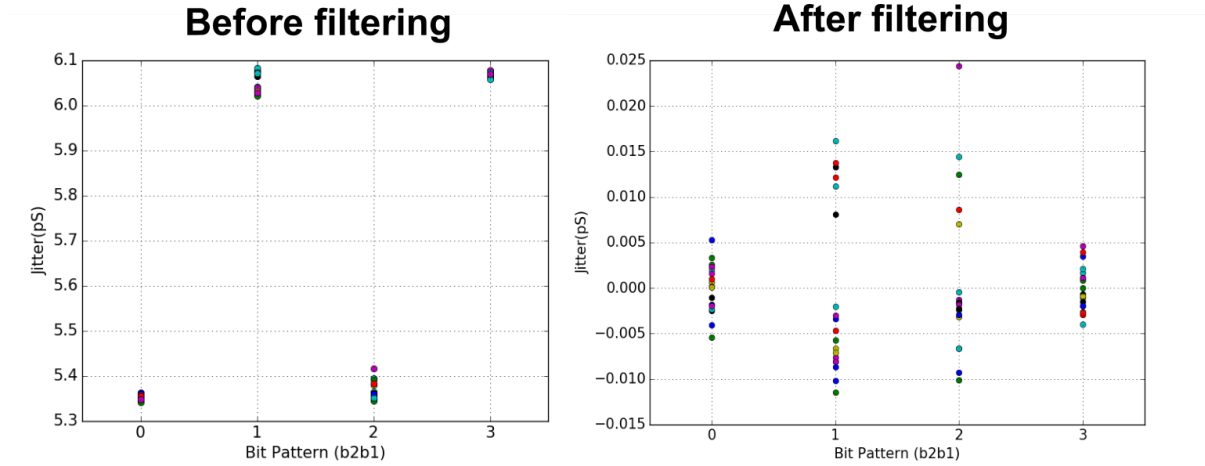 Before filtering
6.1
6.0
5.9
5.8
5.7
5.6
5.5
5.4
5.3
Jitter(pS)
0 1 2 3
Bit Pattern (b2b1)
After filtering
0.025
0.020
0.015
0.010
0.005
0.000
−0.005
−0.010
−0.015
Jitter(pS)
0 1 2 3
Bit Pattern (b2b1)